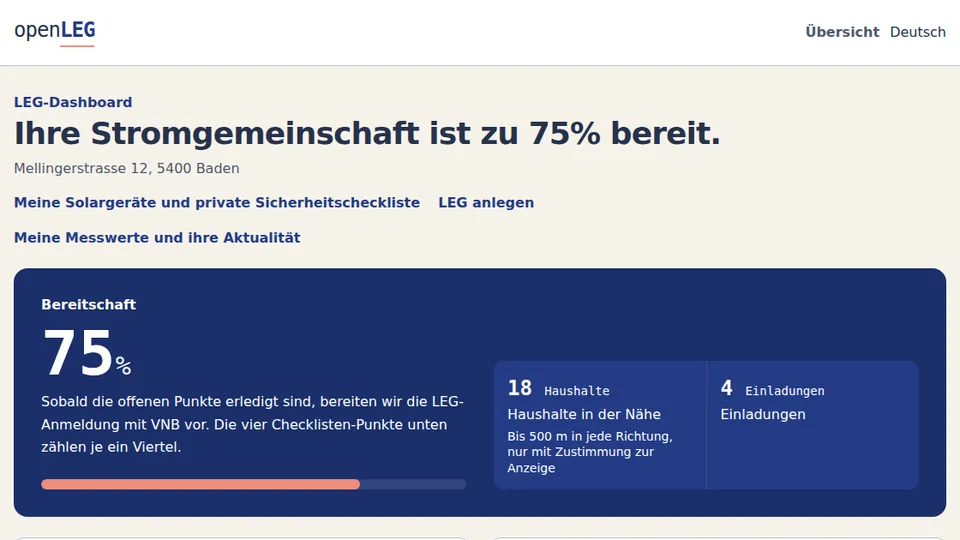 openLEG
Übersicht Deutsch
LEG-Dashboard
Ihre Stromgemeinschaft ist zu 75% bereit.
Mellingerstrasse 12, 5400 Baden
Meine Solargeräte und private Sicherheitscheckliste LEG anlegen
Meine Messwerte und ihre Aktualität
Bereitschaft
75%
Sobald die offenen Punkte erledigt sind, bereiten wir die LEG-
Anmeldung mit VNB vor. Die vier Checklisten-Punkte unten
zählen je ein Viertel.
18 Haushalte
Haushalte in der Nähe
Bis 500 m in jede Richtung,
nur mit Zustimmung zur
Anzeige
4 Einladungen
Einladungen